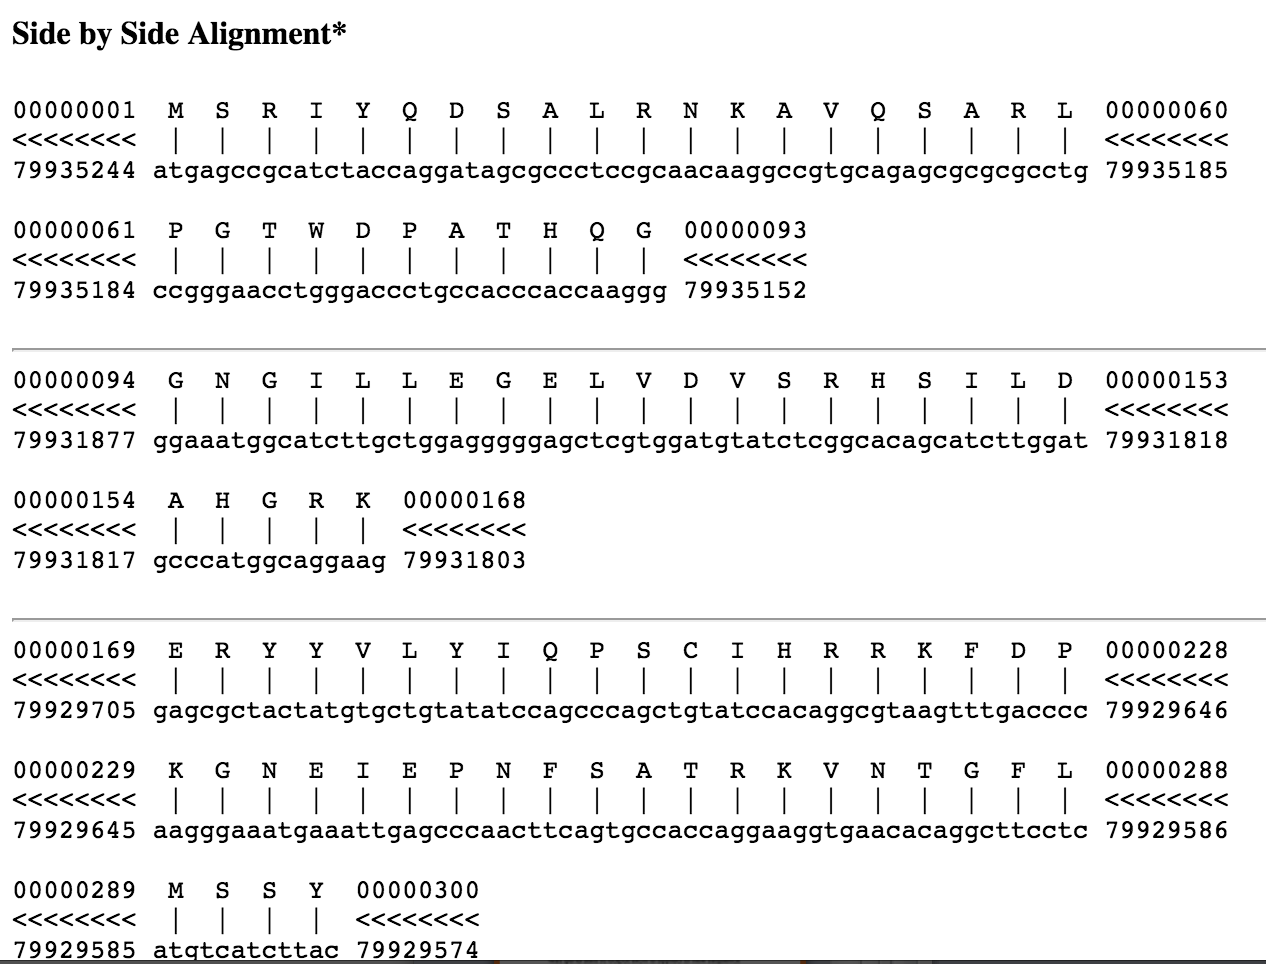 Side by Side Alignment*
00000001 M S R I Y Q D S A L R N K A V Q S A R L 00000060
<<<<<<<< | | | | | | | | | | | | | | | | | | | | <<<<<<<<
79935244 atgagccgcatctaccaggatagcgccctccgcaacaaggccgtgcagagcgcgcgcctg 79935185
00000061 P G T W D P A T H Q G 00000093
<<<<<<<< | | | | | | | | | | | <<<<<<<<
79935184 ccgggaacctgggaccctgccacccaccaaggg 79935152
00000094 G N G I L L E G E L V D V S R H S I L D 00000153
<<<<<<<< | | | | | | | | | | | | | | | | | | | | <<<<<<<<
79931877 ggaaatggcatcttgctggagggggagctcgtggatgtatctcggcacagcatcttggat 79931818
00000154 A H G R K 00000168
<<<<<<<< | | | | | <<<<<<<<
79931817 gcccatggcaggaag 79931803
00000169 E R Y Y V L Y I Q P S C I H R R K F D P 00000228
<<<<<<<< | | | | | | | | | | | | | | | | | | | | <<<<<<<<
79929705 gagcgctactatgtgctgtatatccagcccagctgtatccacaggcgtaagtttgacccc 79929646
00000229 K G N E I E P N F S A T R K V N T G F L 00000288
<<<<<<<< | | | | | | | | | | | | | | | | | | | | <<<<<<<<
79929645 aagggaaatgaaattgagcccaacttcagtgccaccaggaaggtgaacacaggcttcctc 79929586
00000289 M S S Y 00000300
<<<<<<<< | | | | <<<<<<<<
79929585 atgtcatcttac 79929574